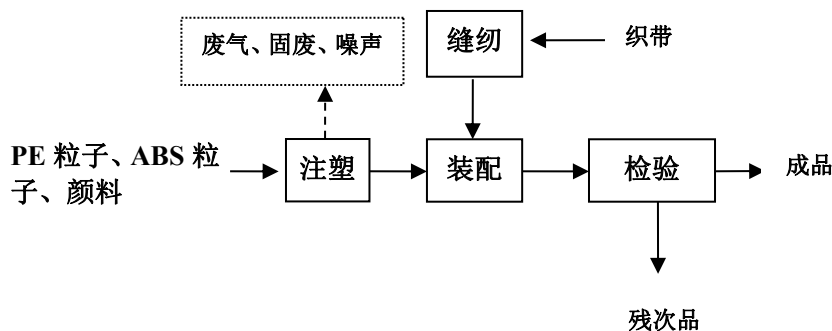 废气、固废、噪声
缝纫
织带
PE 粒子、ABS 粒
子、颜料
注塑
装配
检验
成品
残次品